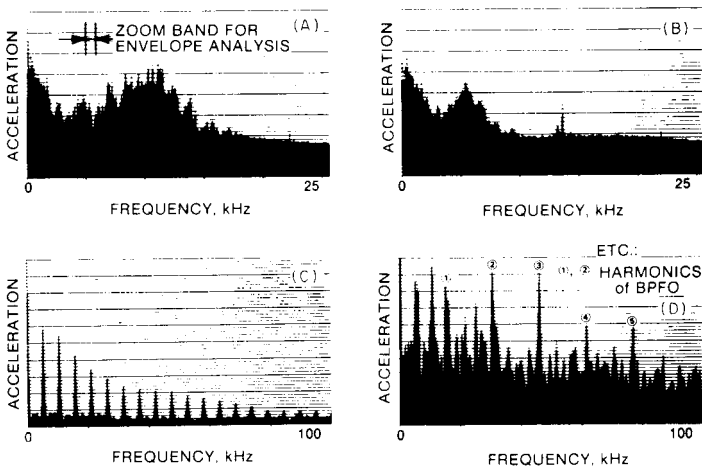 (A)
ZOOM BAND FOR
ENVELOPE ANALYSIS
ACCELERATION
0
25
FREQUENCY, kHz
(B)
ACCELERATION
0
25
FREQUENCY, kHz
(C)
ACCELERATION
0
100
FREQUENCY, kHz
ETC.:
①, ②
HARMONICS
of BPFO
(D)
①
②
③
④
⑤
ACCELERATION
0
100
FREQUENCY, kHz